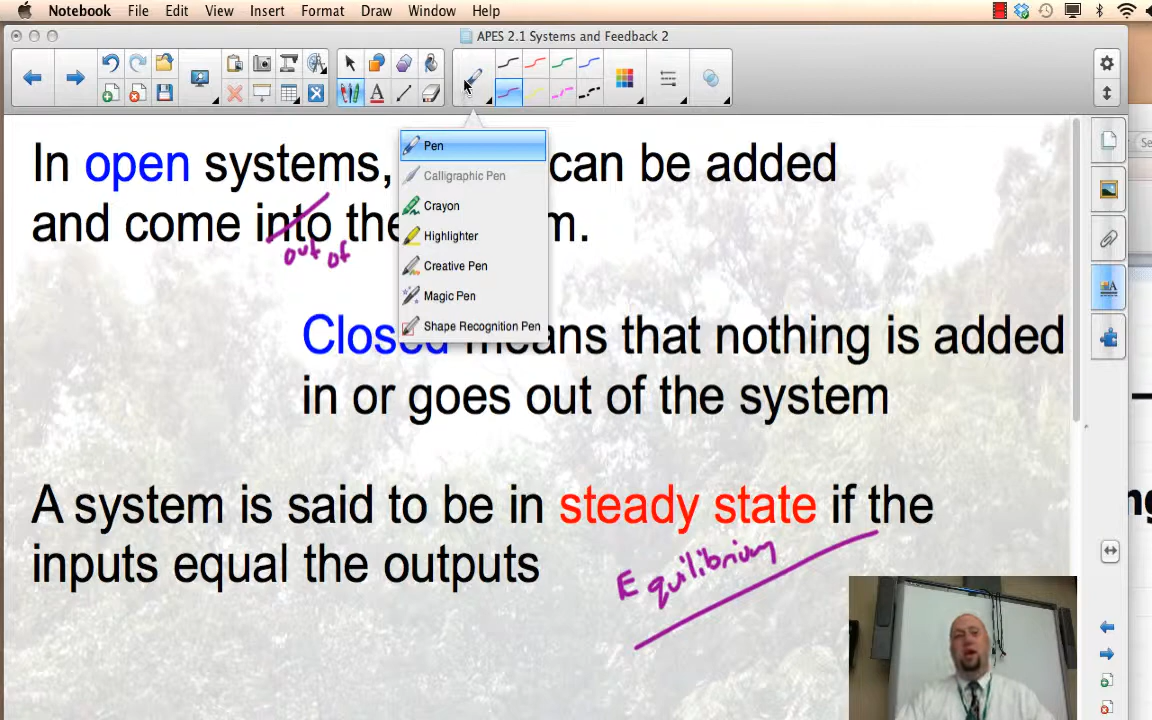 Notebook File Edit View Insert Format Draw Window Help
APES 2.1 Systems and Feedback 2
Pen
Calligraphic Pen
Crayon
Highlighter
Creative Pen
Magic Pen
Shape Recognition Pen
In open systems, can be added
and come into the m.
out of
Closed means that nothing is added
in or goes out of the system
A system is said to be in steady state if the
inputs equal the outputs
Equilibrium